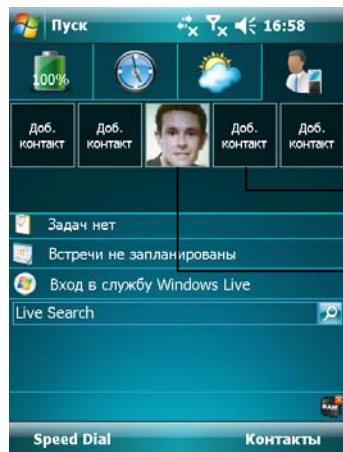 Пуск 16:58
100%
Доб. контакт Доб. контакт Доб. контакт Доб. контакт
Задач нет
Встречи не запланированы
Вход в службу Windows Live
Live Search
RAM
Speed Dial Контакты